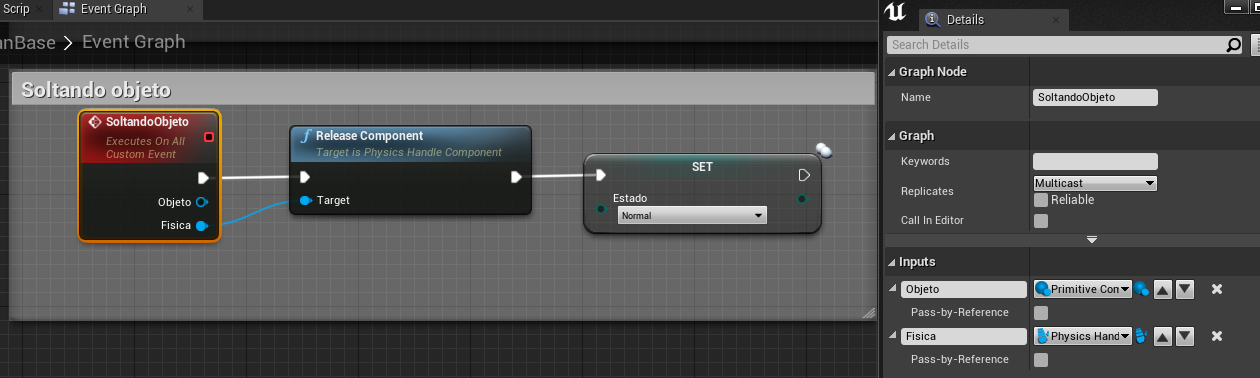 Scrip
Event Graph
anBase > Event Graph
Soltando objeto
SoltandoObjeto
Executes On All
Custom Event
Objeto
Fisica
Release Component
Target is Physics Handle Component
Target
SET
Estado
Normal
Details
Search Details
Graph Node
Name
SoltandoObjeto
Graph
Keywords
Replicates
Multicast
Reliable
Call In Editor
Inputs
Objeto
Primitive Con
Pass-by-Reference
Fisica
Physics Hand
Pass-by-Reference